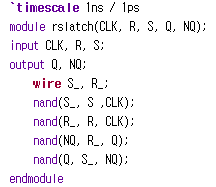 `timescale 1ns / 1ps
module rslatch(CLK, R, S, Q, NQ);
input CLK, R, S;
output Q, NQ;
wire S_, R_;
nand(S_, S ,CLK);
nand(R_, R, CLK);
nand(NQ, R_, Q);
nand(Q, S_, NQ);
endmodule